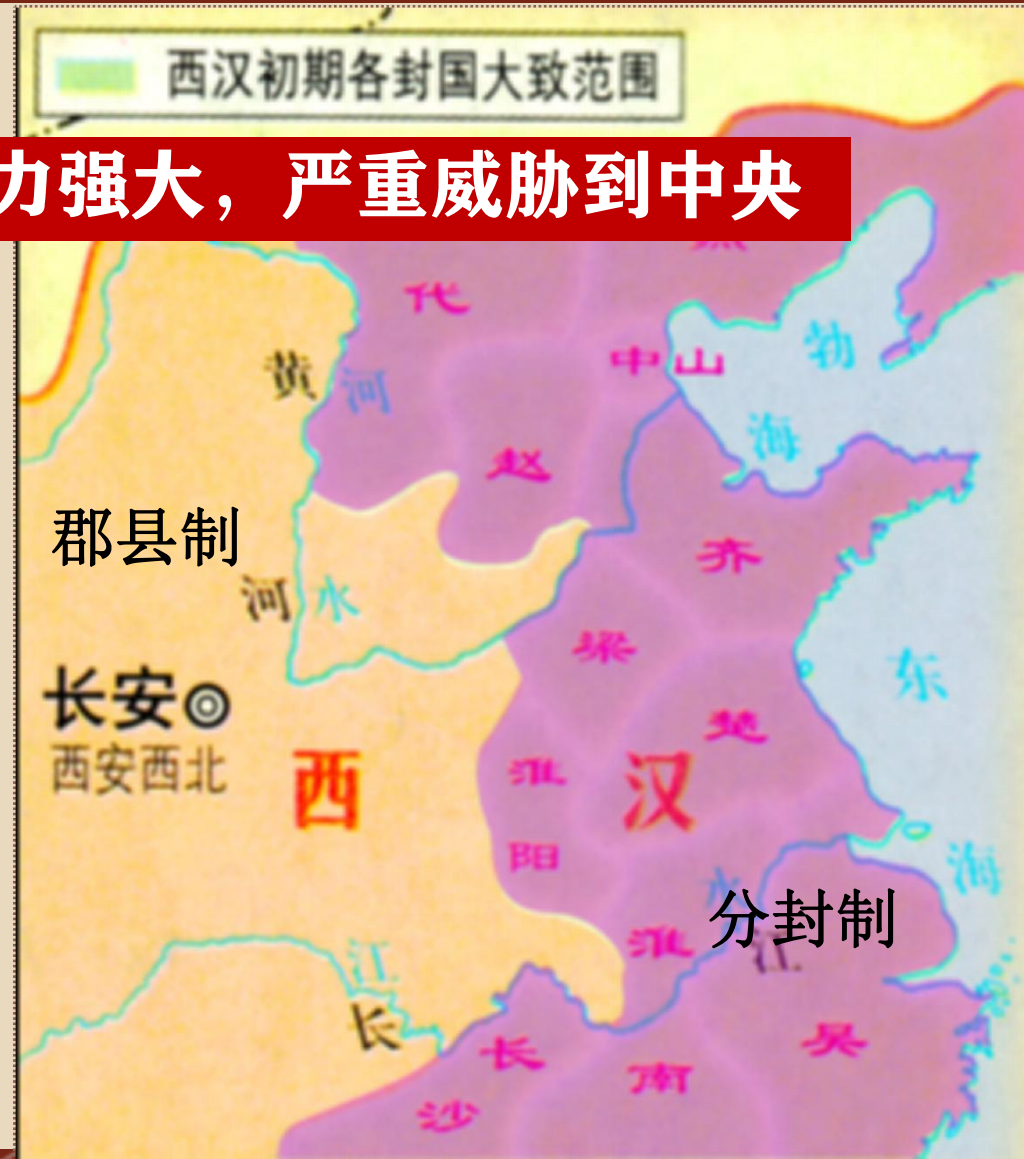 西汉初期各封国大致范围
力强大，严重威胁到中央
代
中山
黄河
勃海
赵
郡县制
齐
河水
梁
长安
西安西北
楚
西汉
淮阳
东海
分封制
淮南
水
江
江
长
吴
长沙